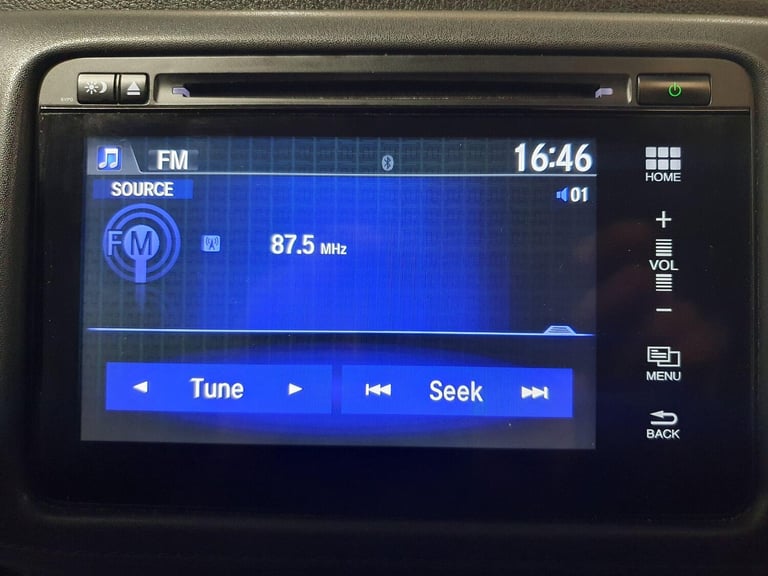 FM
16:46
SOURCE
01
FM
87.5 MHz
Tune
Seek
HOME
+
VOL
−
MENU
BACK